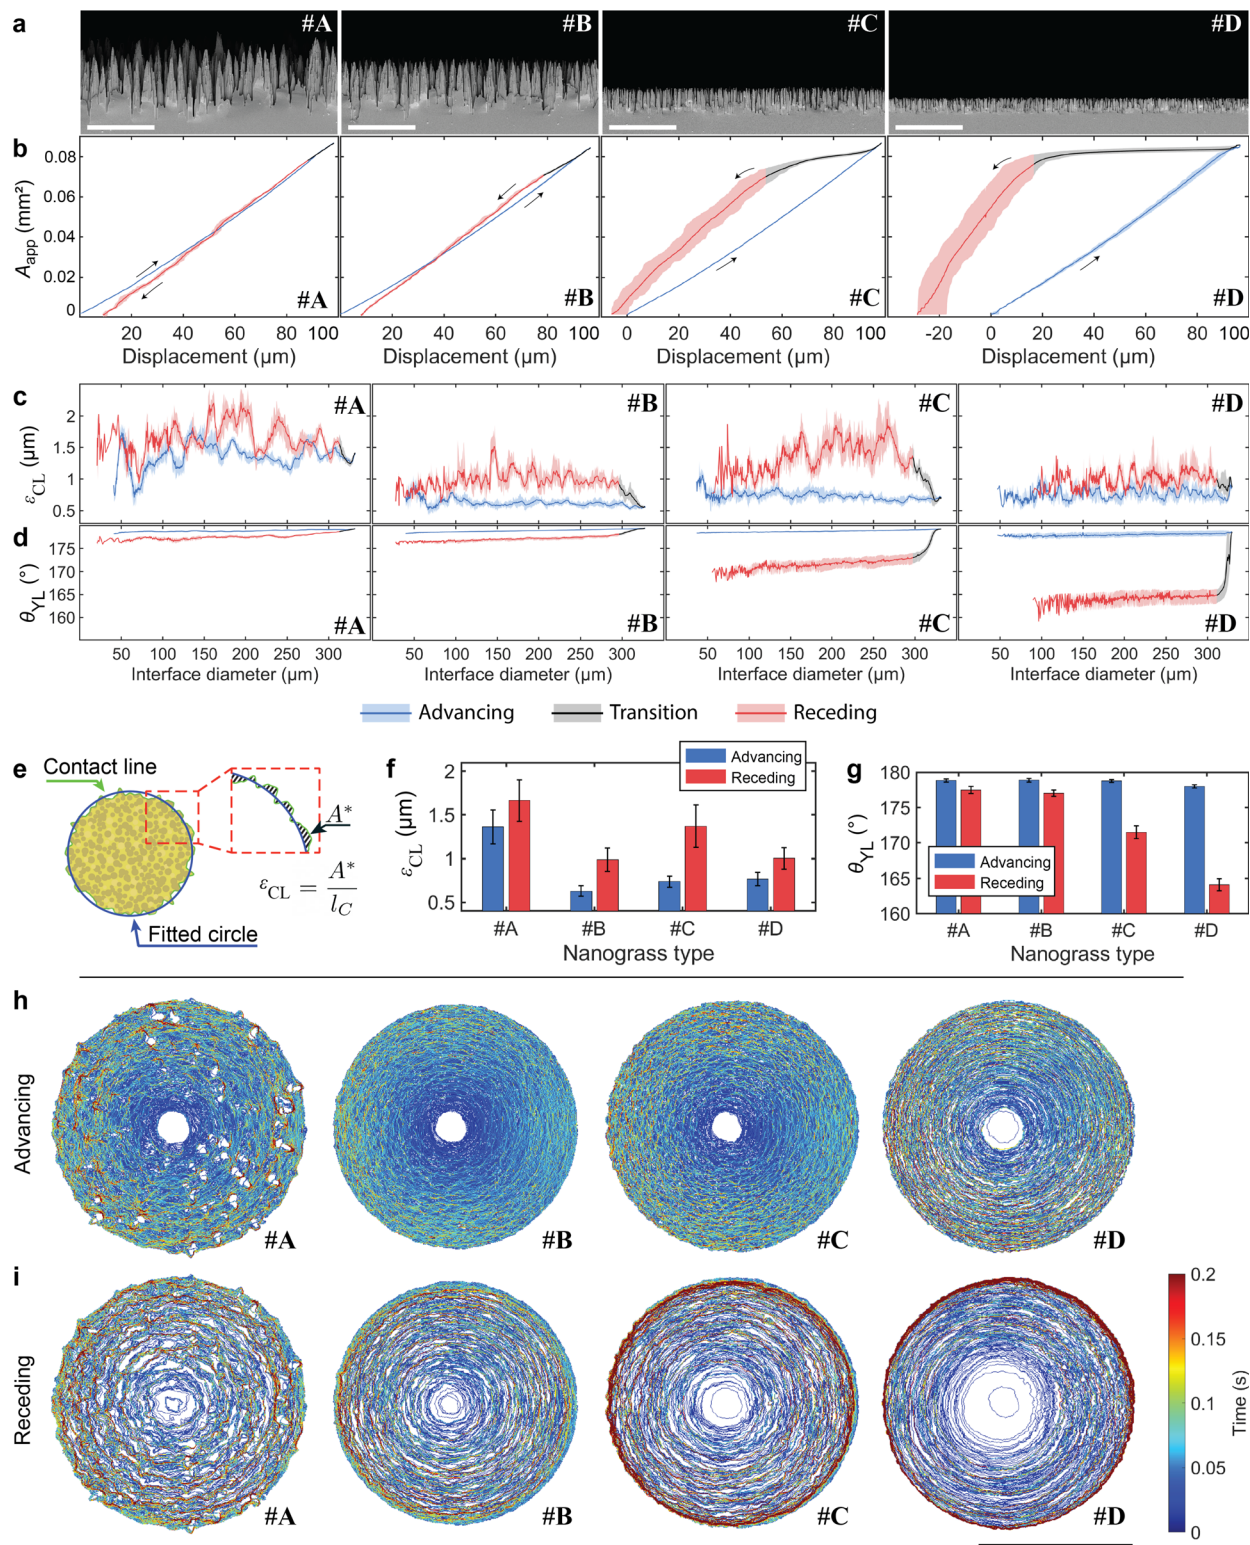 a #A #B #C #D
b
A_app (mm²)
0.08
0.06
0.04
0.02
0
#A #B #C #D
20 40 60 80 100 20 40 60 80 100 0 20 40 60 80 100 -20 0 20 40 60 80 100
Displacement (µm) Displacement (µm) Displacement (µm) Displacement (µm)
c #A #B #C #D
ε_CL (µm)
2
1.5
1
0.5
d
θ_YL (°)
175
170
165
160
#A #B #C #D
50 100 150 200 250 300 50 100 150 200 250 300 50 100 150 200 250 300 50 100 150 200 250 300
Interface diameter (µm) Interface diameter (µm) Interface diameter (µm) Interface diameter (µm)
Advancing Transition Receding
e
Contact line
A*
ε_CL = A* / l_C
Fitted circle
f
Advancing
Receding
ε_CL (µm)
2
1.5
1
0.5
#A #B #C #D
Nanograss type
g
θ_YL (°)
180
175
170
165
160
Advancing
Receding
#A #B #C #D
Nanograss type
h
Advancing
#A #B #C #D
i
Receding
#A #B #C #D
0.2
0.15
0.1
0.05
0
Time (s)